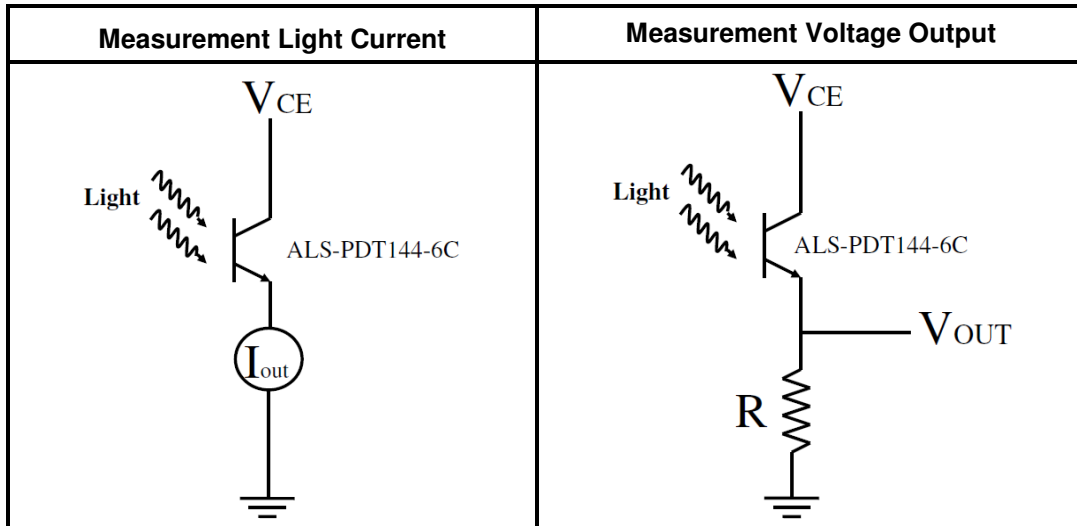 Measurement Light Current
VCE
Light
ALS-PDT144-6C
Iout
Measurement Voltage Output
VCE
Light
ALS-PDT144-6C
VOUT
R